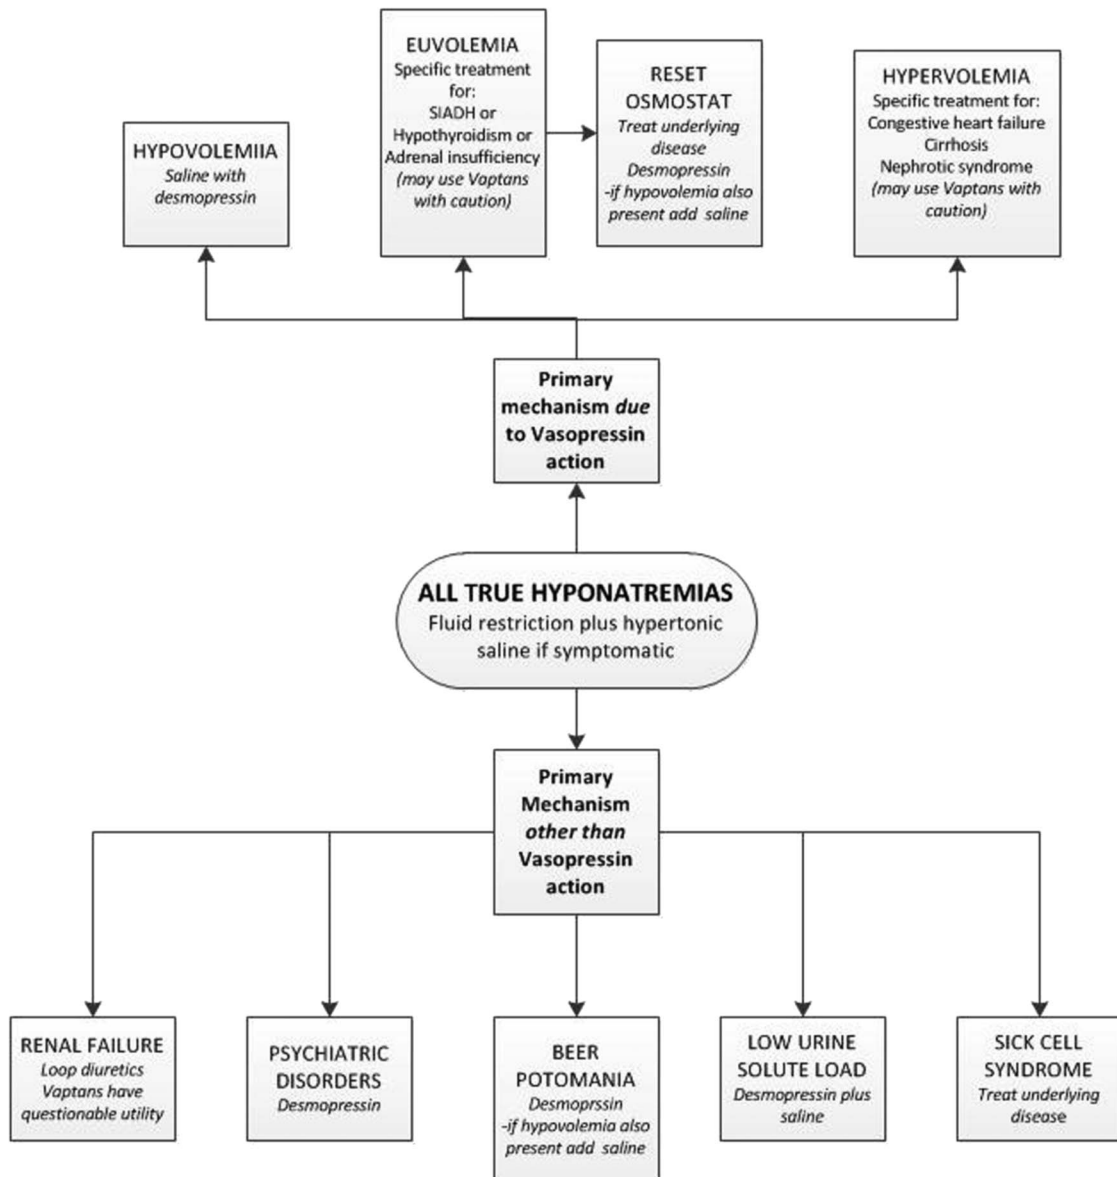 EUVOLEMIA
Specific treatment
for:
SIADH or
Hypothyroidism or
Adrenal insufficiency
(may use Vaptans
with caution)
RESET
OSMOSTAT
Treat underlying
disease
Desmopressin
-if hypovolemia also
present add saline
HYPERVOLEMIA
Specific treatment for:
Congestive heart failure
Cirrhosis
Nephrotic syndrome
(may use Vaptans with
caution)
HYPOVOLEMIIA
Saline with
desmopressin
Primary
mechanism due
to Vasopressin
action
ALL TRUE HYPONATREMIAS
Fluid restriction plus hypertonic
saline if symptomatic
Primary
Mechanism
other than
Vasopressin
action
RENAL FAILURE
Loop diuretics
Vaptans have
questionable utility
PSYCHIATRIC
DISORDERS
Desmopressin
BEER
POTOMANIA
Desmoprssin
-if hypovolemia also
present add saline
LOW URINE
SOLUTE LOAD
Desmopressin plus
saline
SICK CELL
SYNDROME
Treat underlying
disease